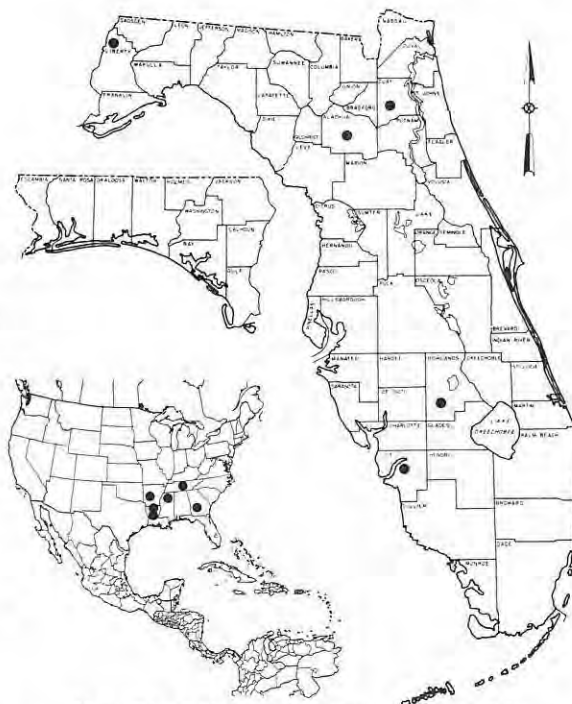 GADSDEN
LEON
JEFFERSON
MADISON
HAMILTON
NASSAU
BAKER
DUVAL
LIBERTY
WAKULLA
TAYLOR
SUWANNEE
COLUMBIA
FRANKLIN
LAFAYETTE
UNION
BRADFORD
CLAY
ST. JOHNS
DIXIE
GILCHRIST
ALACHUA
PUTNAM
FLAGLER
LEVY
MARION
VOLUSIA
ESCAMBIA
SANTA ROSA
OKALOOSA
WALTON
HOLMES
JACKSON
WASHINGTON
BAY
CALHOUN
GULF
CITRUS
SUMTER
LAKE
HERNANDO
ORANGE
SEMINOLE
PASCO
POLK
OSCEOLA
HILLSBOROUGH
PINELLAS
BREVARD
INDIAN RIVER
MANATEE
HARDEE
HIGHLANDS
OKEECHOBEE
ST LUCIE
SARASOTA
DE SOTO
MARTIN
CHARLOTTE
GLADES
LAKE
OKEECHOBEE
PALM BEACH
LEE
HENDRY
COLLIER
BROWARD
DADE
MONROE